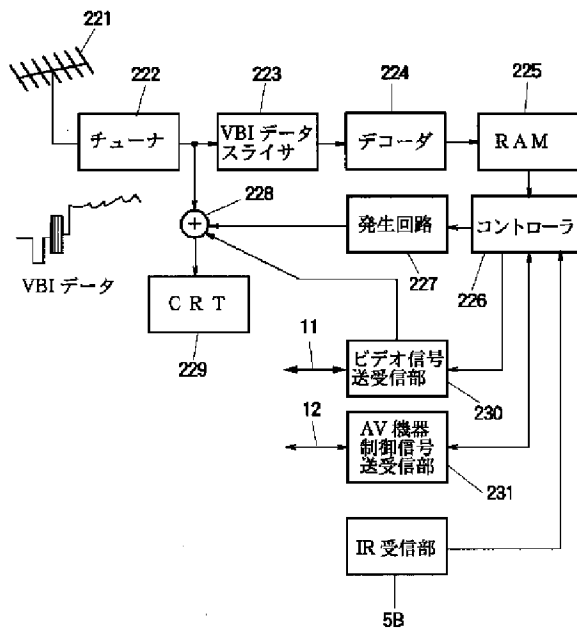 221
222
223
224
225
チューナ
VBI データ
スライサ
デコーダ
RAM
228
発生回路
コントローラ
227
226
VBI データ
CRT
229
11
ビデオ信号
送受信部
230
12
AV 機器
制御信号
送受信部
231
IR 受信部
5B